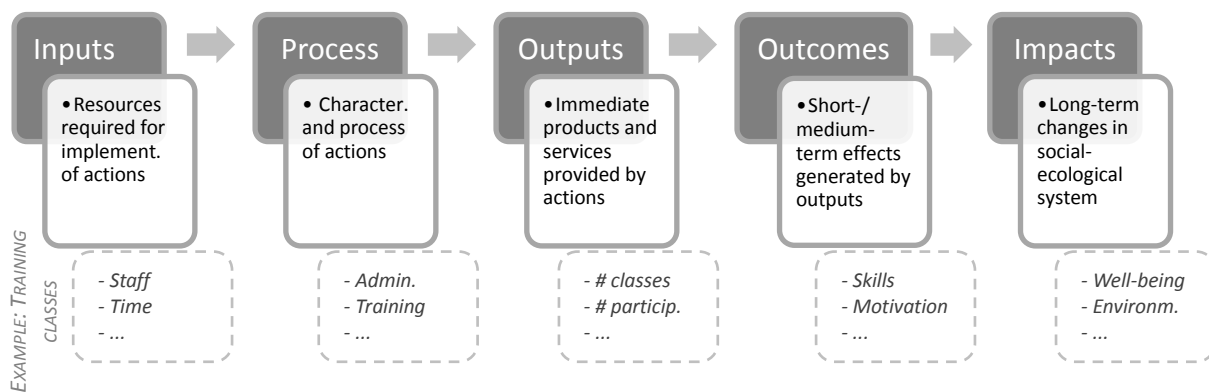 Inputs
Process
Outputs
Outcomes
Impacts
•Resources
required for
implement.
of actions
• Character.
and process
of actions
•Immediate
products and
services
provided by
actions
•Short-/
medium-
term effects
generated by
outputs
•Long-term
changes in
social-
ecological
system
EXAMPLE: TRAINING
CLASSES
- Staff
- Time
- ...
- Admin.
- Training
- ...
- # classes
- # particip.
- ...
- Skills
- Motivation
- ...
- Well-being
- Environm.
- ...